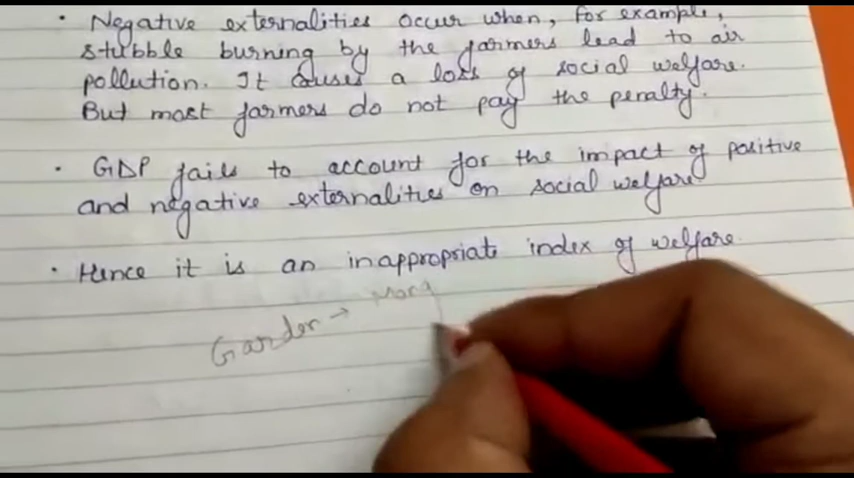 • Negative externalities occur when, for example,
stubble burning by the farmers lead to air
pollution. It causes a loss of social welfare.
But most farmers do not pay the penalty.
• GDP fails to account for the impact of positive
and negative externalities on social welfare.
• Hence it is an inappropriate index of welfare.
Garden →